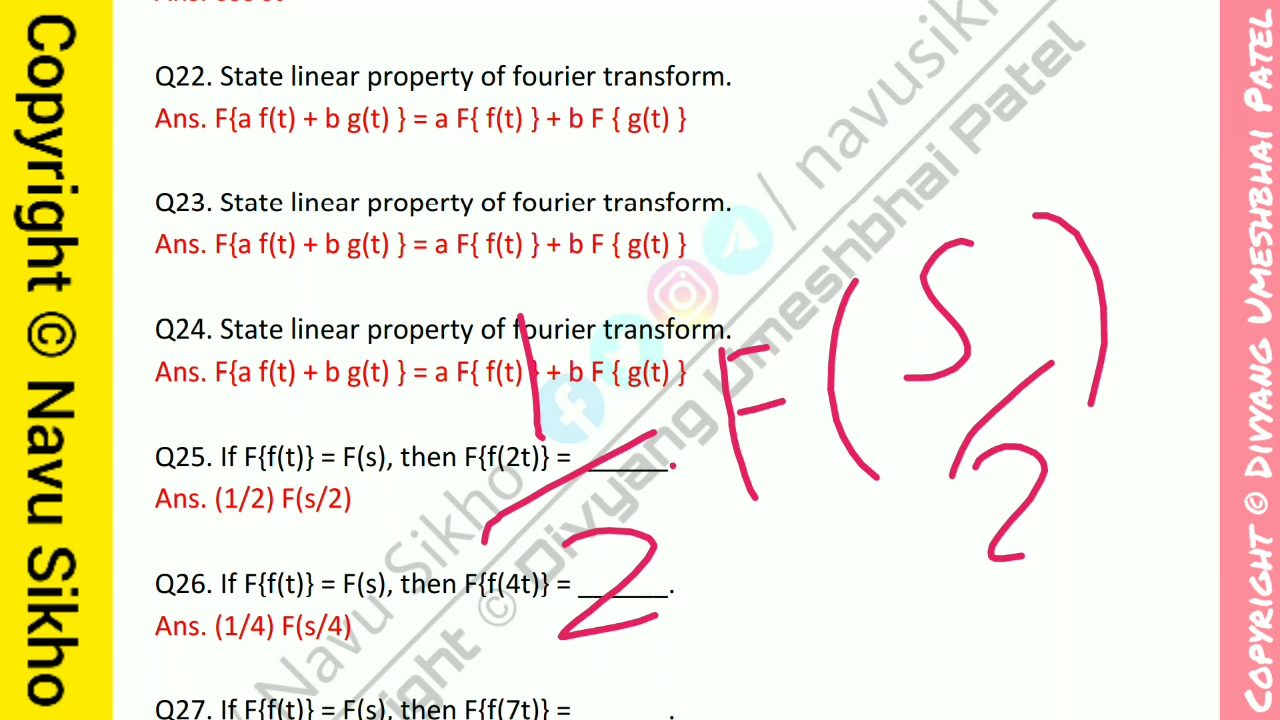 Copyright © Navu Sikho
Q22. State linear property of fourier transform.
Ans. F{a f(t) + b g(t) } = a F{ f(t) } + b F { g(t) }
Q23. State linear property of fourier transform.
Ans. F{a f(t) + b g(t) } = a F{ f(t) } + b F { g(t) }
Q24. State linear property of fourier transform.
Ans. F{a f(t) + b g(t) } = a F{ f(t) } + b F { g(t) }
Q25. If F{f(t)} = F(s), then F{f(2t)} = ______.
Ans. (1/2) F(s/2)
Q26. If F{f(t)} = F(s), then F{f(4t)} = ______.
Ans. (1/4) F(s/4)
Q27. If F{f(t)} = F(s), then F{f(7t)} = ______.
1/2 F(S/2)
/ navusikh
Navu Sikho
© Divyang Umeshbhai Patel
COPYRIGHT © DIVYANG UMESHBHAI PATEL